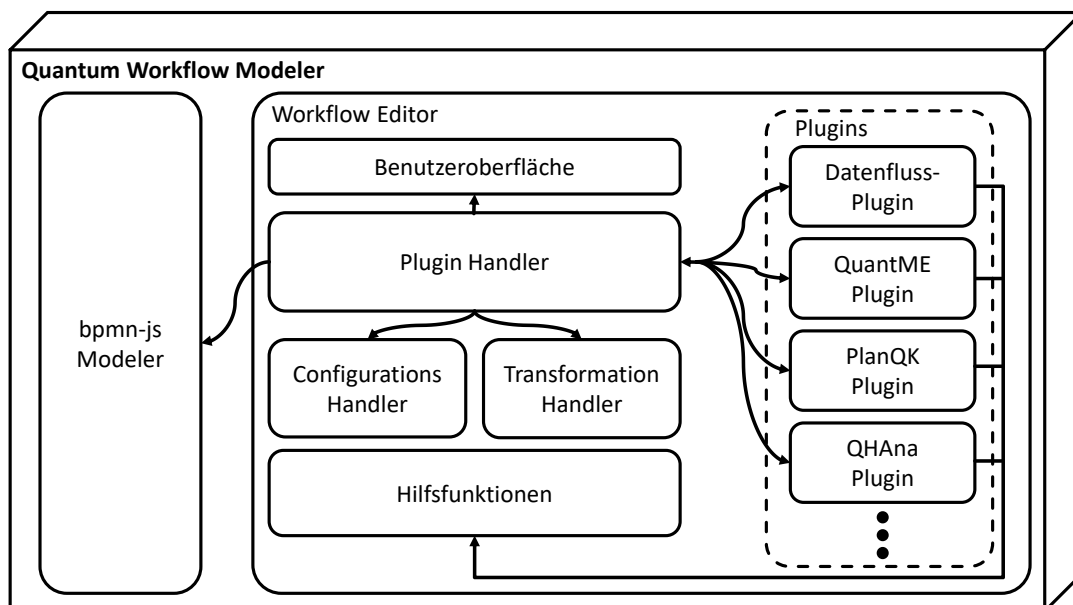 Quantum Workflow Modeler
bpmn-js
Modeler
Workflow Editor
Benutzeroberfläche
Plugin Handler
Configurations
Handler
Transformation
Handler
Hilfsfunktionen
Plugins
Datenfluss-
Plugin
QuantME
Plugin
PlanQK
Plugin
QHAna
Plugin